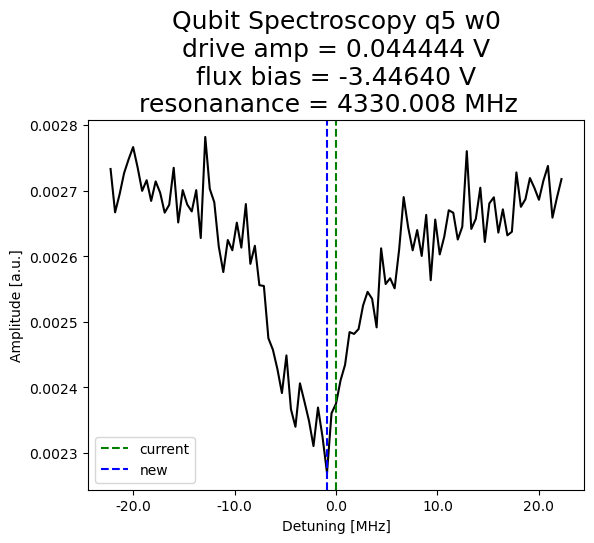 Qubit Spectroscopy q5 w0
drive amp = 0.044444 V
flux bias = -3.44640 V
resonanance = 4330.008 MHz
0.0028
0.0027
0.0026
0.0025
0.0024
0.0023
Amplitude [a.u.]
current
new
-20.0
-10.0
0.0
10.0
20.0
Detuning [MHz]